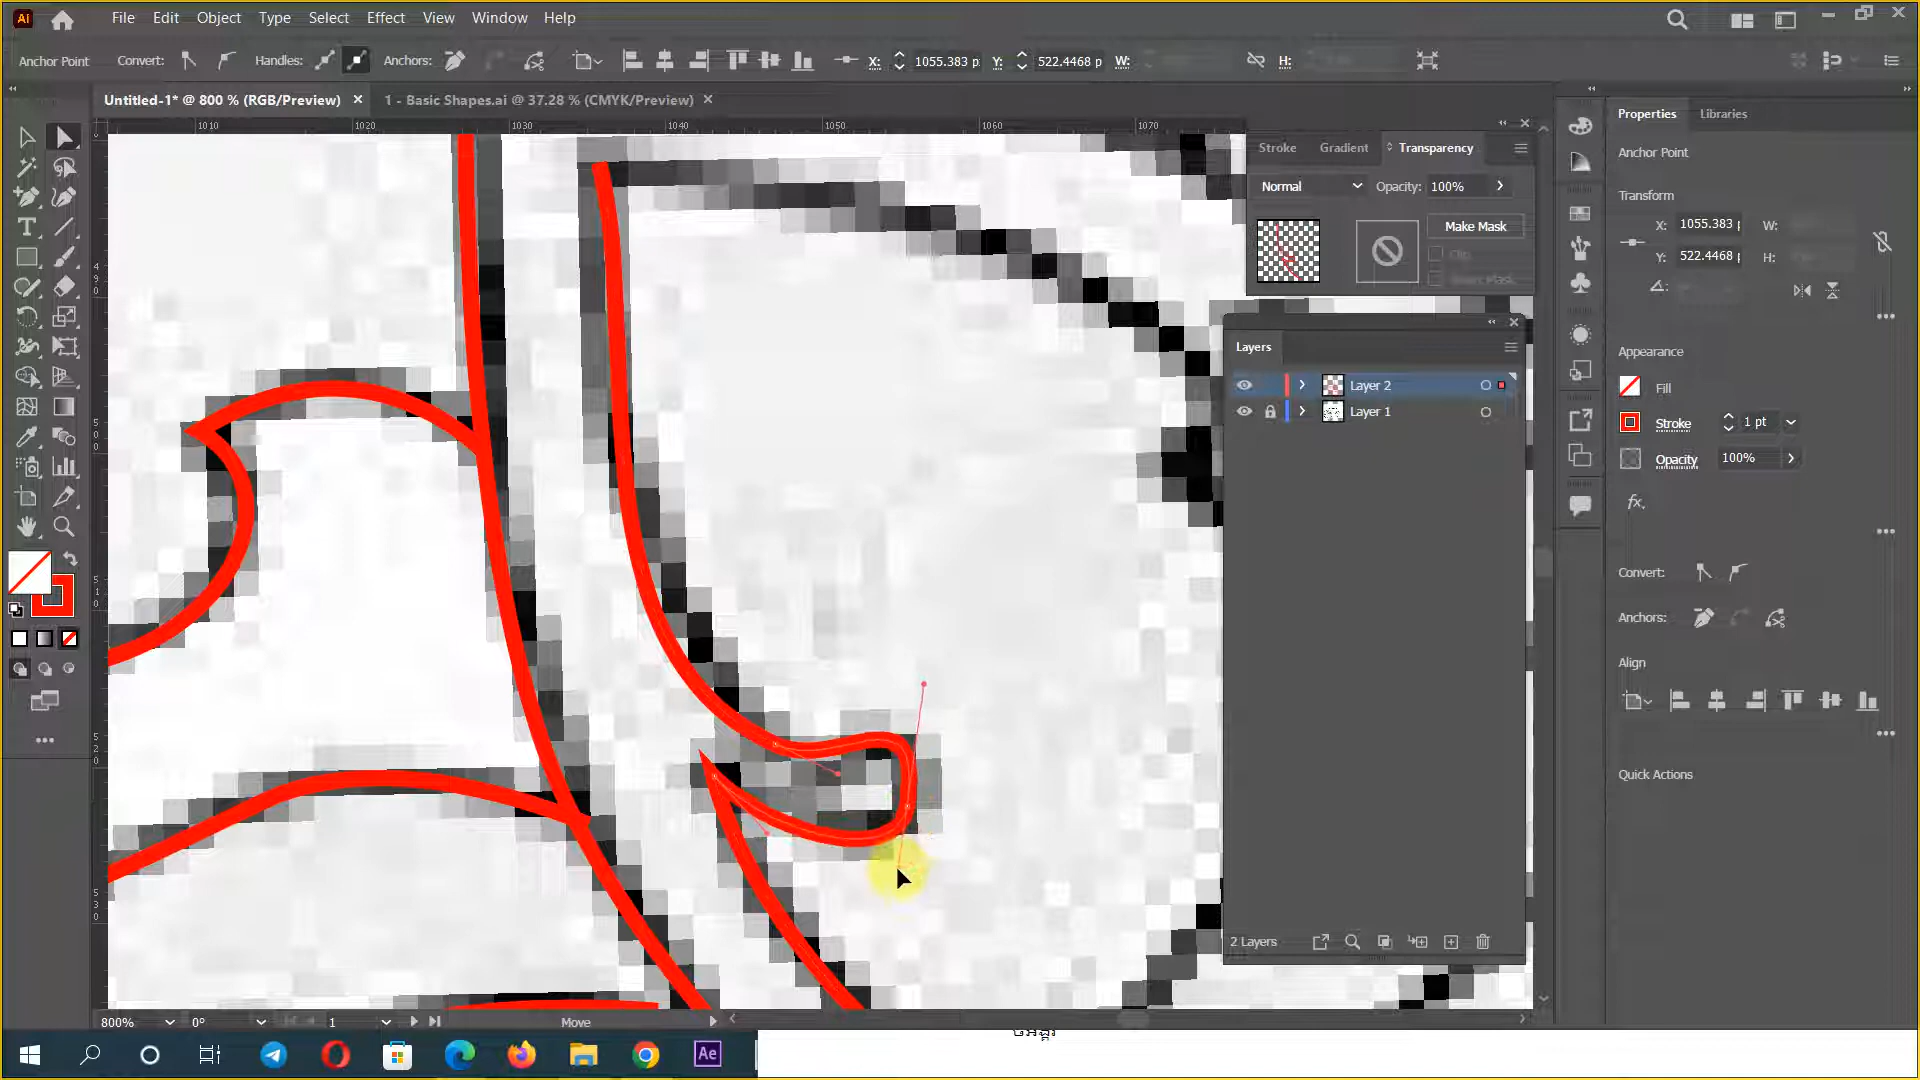 Ai File Edit Object Type Select Effect View Window Help
Anchor Point Convert: Handles: Anchors: X: 1055.383 p Y: 522.4468 p W: H:
Untitled-1* @ 800 % (RGB/Preview) × 1 - Basic Shapes.ai @ 37.28 % (CMYK/Preview) ×
1010 1020 1030 1040 1050 1060 1070
Stroke Gradient Transparency
Normal Opacity: 100%
Make Mask
Clip
Layers
Layer 2
Layer 1
2 Layers
Properties Libraries
Anchor Point
Transform
X: 1055.383 W:
Y: 522.4468 H:
Appearance
Fill
Stroke 1 pt
Opacity 100%
fx.
Convert:
Anchors:
Align
Quick Actions
800% 0° 1 Move
Ae